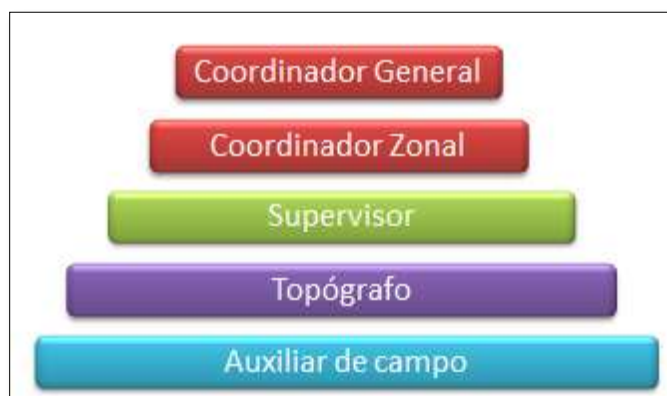 Coordinador General
Coordinador Zonal
Supervisor
Topógrafo
Auxiliar de campo